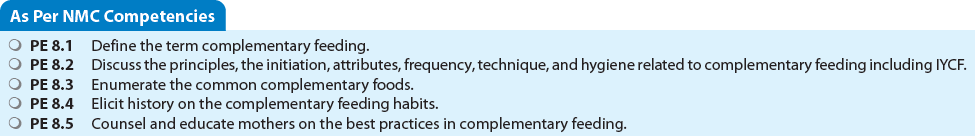 As Per NMC Competencies
PE 8.1 Define the term complementary feeding.
PE 8.2 Discuss the principles, the initiation, attributes, frequency, technique, and hygiene related to complementary feeding including IYCF.
PE 8.3 Enumerate the common complementary foods.
PE 8.4 Elicit history on the complementary feeding habits.
PE 8.5 Counsel and educate mothers on the best practices in complementary feeding.